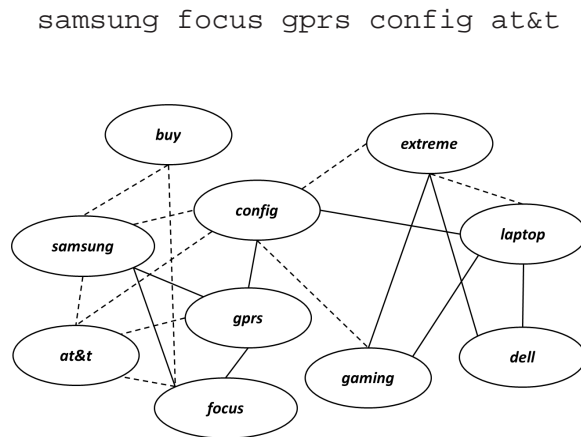 samsung focus gprs config at&t
buy
extreme
config
samsung
laptop
gprs
at&t
dell
gaming
focus